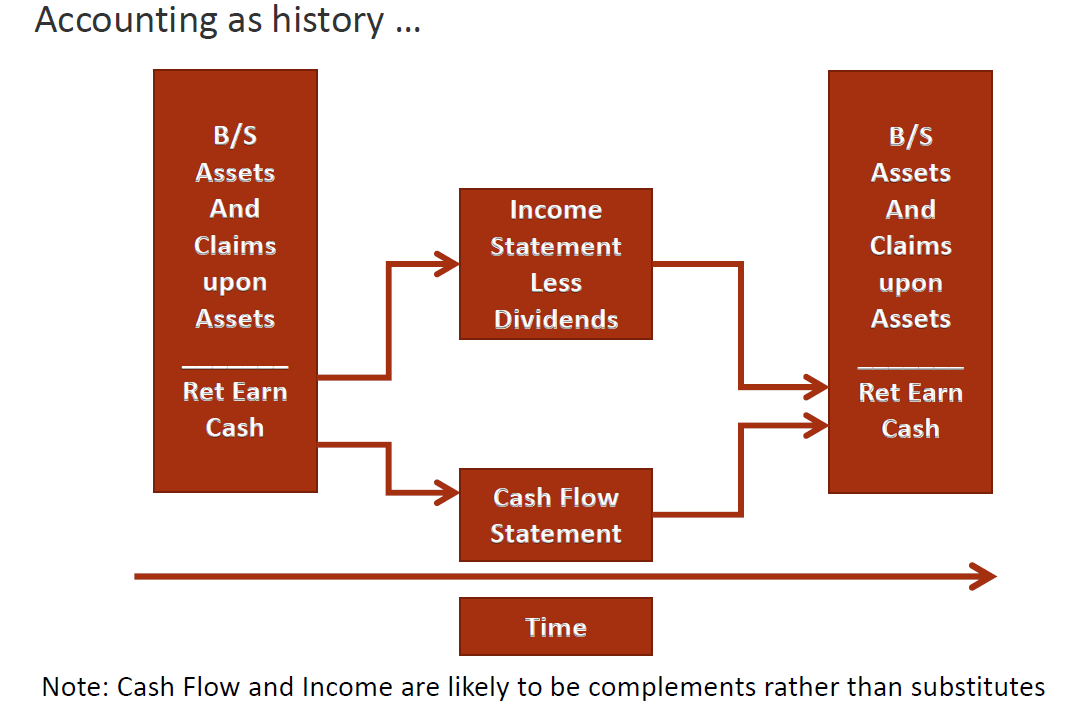 Accounting as history ...
B/S
Assets
And
Claims
upon
Assets
________
Ret Earn
Cash
Income
Statement
Less
Dividends
Cash Flow
Statement
B/S
Assets
And
Claims
upon
Assets
________
Ret Earn
Cash
Time
Note: Cash Flow and Income are likely to be complements rather than substitutes